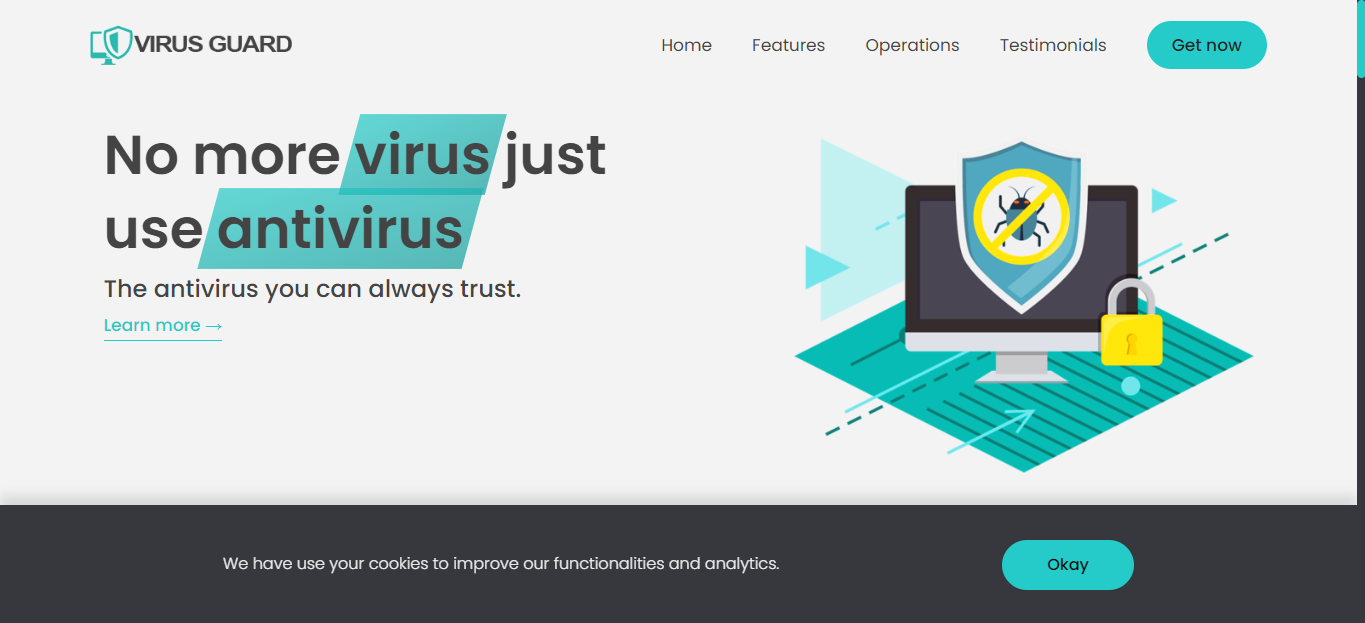 VIRUS GUARD
Home
Features
Operations
Testimonials
Get now
No more virus just
use antivirus
The antivirus you can always trust.
Learn more →
We have use your cookies to improve our functionalities and analytics.
Okay